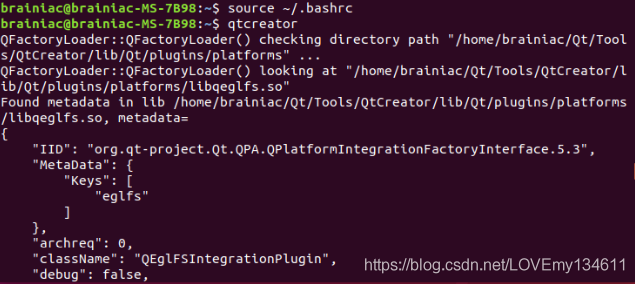 brainiac@brainiac-MS-7B98:~$ source ~/.bashrc
brainiac@brainiac-MS-7B98:~$ qtcreator
QFactoryLoader::QFactoryLoader() checking directory path "/home/brainiac/Qt/Tool
s/QtCreator/lib/Qt/plugins/platforms" ...
QFactoryLoader::QFactoryLoader() looking at "/home/brainiac/Qt/Tools/QtCreator/l
ib/Qt/plugins/platforms/libqeglfs.so"
Found metadata in lib /home/brainiac/Qt/Tools/QtCreator/lib/Qt/plugins/platforms
/libqeglfs.so, metadata=
{
    "IID": "org.qt-project.Qt.QPA.QPlatformIntegrationFactoryInterface.5.3",
    "MetaData": {
        "Keys": [
            "eglfs"
        ]
    },
    "archreq": 0,
    "className": "QEglFSIntegrationPlugin",
    "debug": false,
https://blog.csdn.net/LOVEmy134611